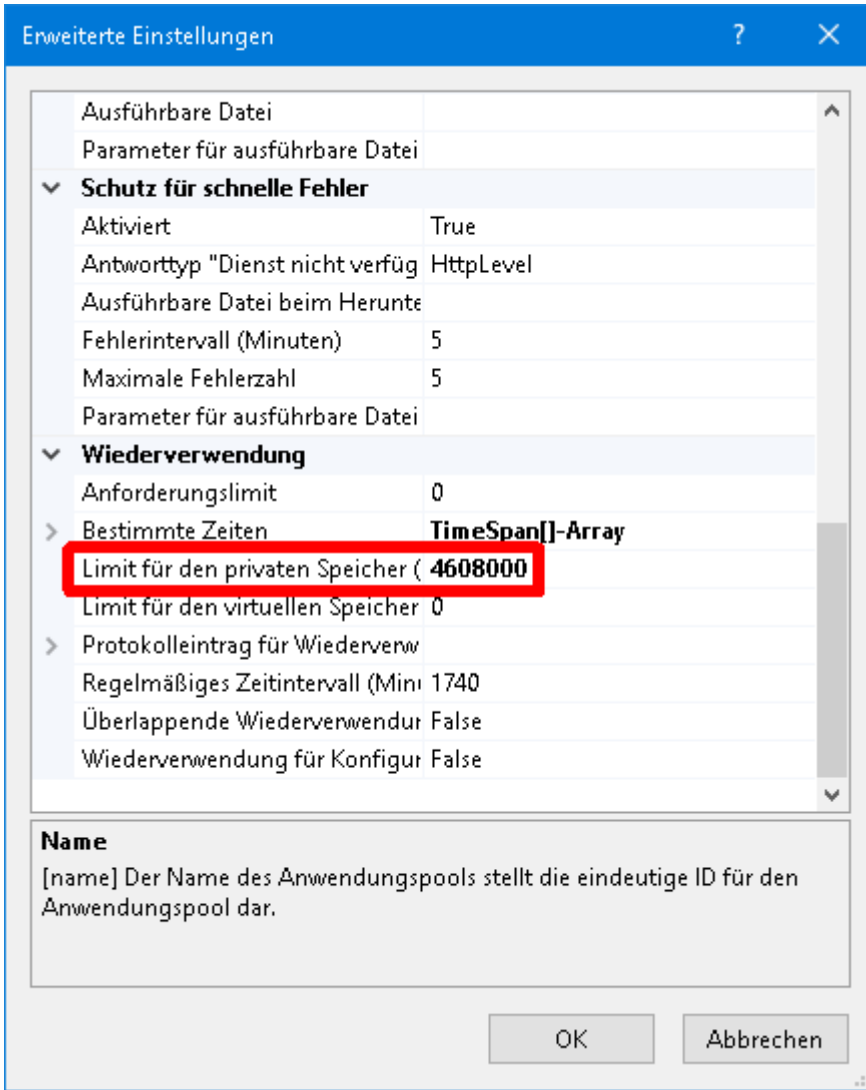 Erweiterte Einstellungen
Ausführbare Datei
Parameter für ausführbare Datei
Schutz für schnelle Fehler
Aktiviert True
Antworttyp "Dienst nicht verfüg HttpLevel
Ausführbare Datei beim Herunte
Fehlerintervall (Minuten) 5
Maximale Fehlerzahl 5
Parameter für ausführbare Datei
Wiederverwendung
Anforderungslimit 0
Bestimmte Zeiten TimeSpan[]-Array
Limit für den privaten Speicher ( 4608000
Limit für den virtuellen Speicher 0
Protokolleintrag für Wiederverw
Regelmäßiges Zeitintervall (Minu 1740
Überlappende Wiederverwendun False
Wiederverwendung für Konfigur False
Name
[name] Der Name des Anwendungspools stellt die eindeutige ID für den
Anwendungspool dar.
OK Abbrechen